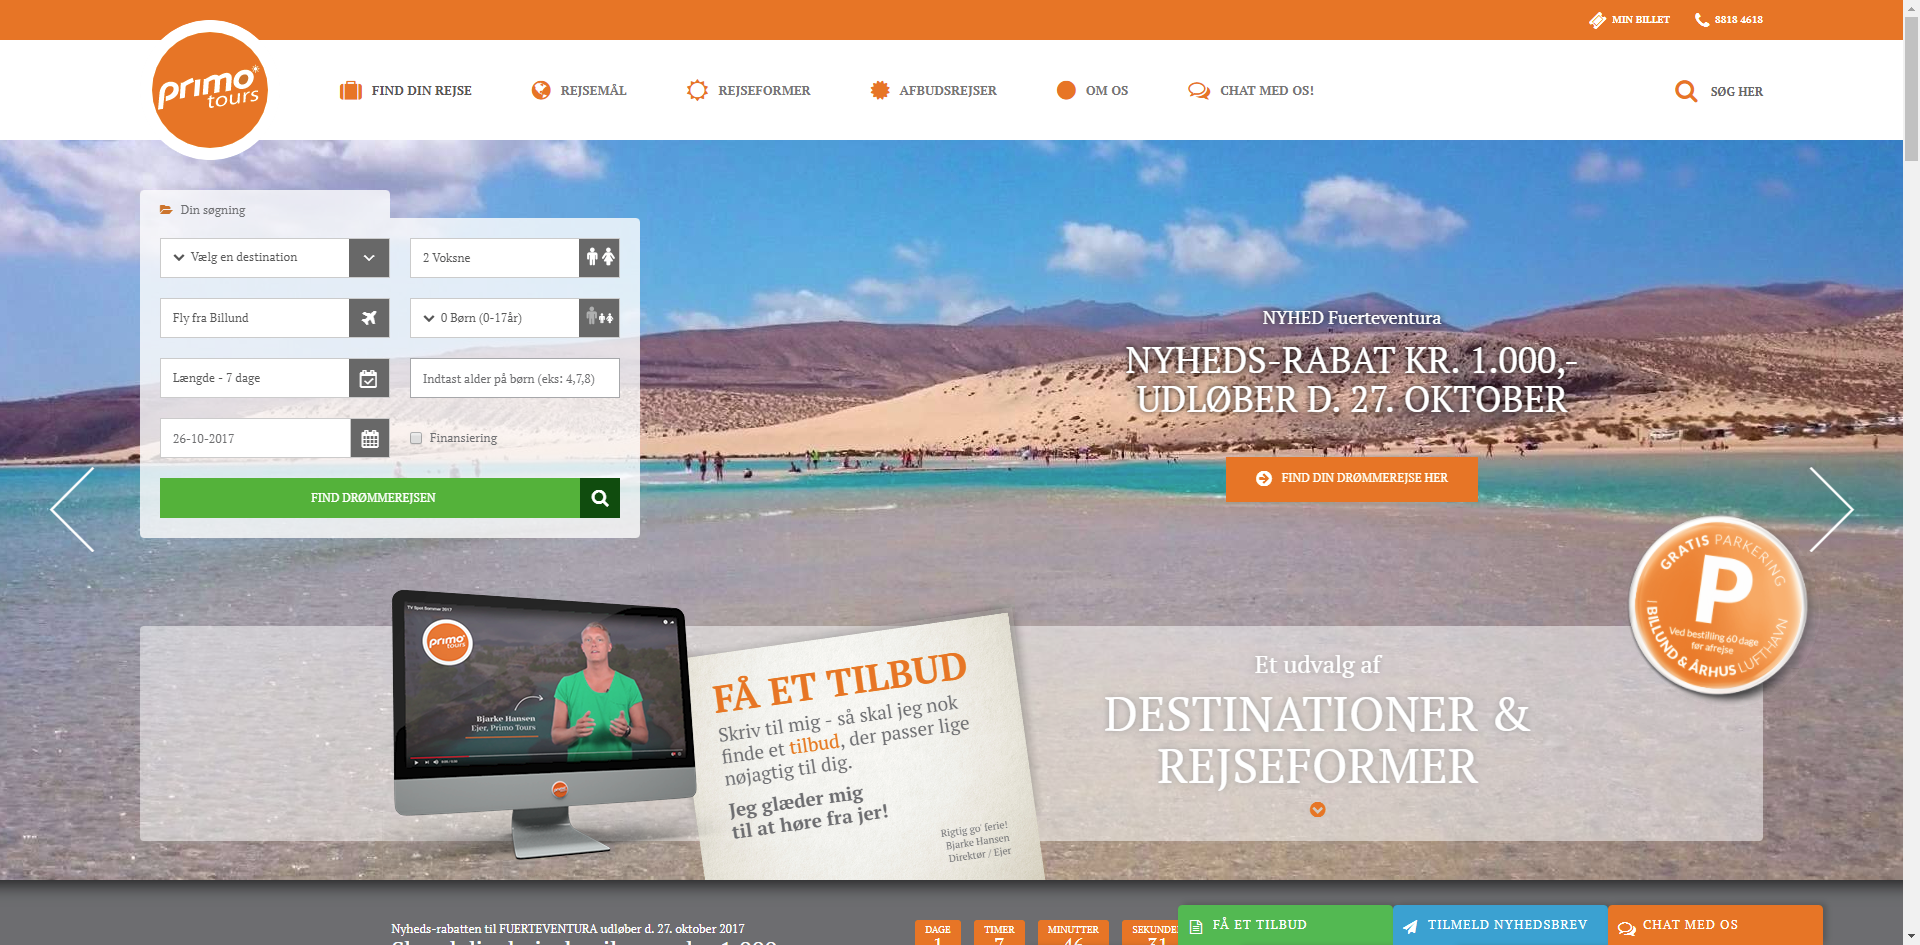 MIN BILLET
8818 4618
primo
tours
FIND DIN REJSE
REJSEMÅL
REJSEFORMER
AFBUDSREJSER
OM OS
CHAT MED OS!
SØG HER
Din søgning
Vælg en destination
2 Voksne
Fly fra Billund
0 Børn (0-17år)
Længde - 7 dage
Indtast alder på børn (eks: 4,7,8)
26-10-2017
Finansiering
FIND DRØMMEREJSEN
NYHED Fuerteventura
NYHEDS-RABAT KR. 1.000,-
UDLØBER D. 27. OKTOBER
FIND DIN DRØMMEREJSE HER
GRATIS PARKERING
P
Ved bestilling 60 dage
før afrejse
I BILLUND & ÅRHUS LUFTHAVN
TV Spot Sommer 2017
primo
tours
Bjarke Hansen
Ejer, Primo Tours
FÅ ET TILBUD
Skriv til mig - så skal jeg nok
finde et tilbud, der passer lige
nøjagtig til dig.
Jeg glæder mig
til at høre fra jer!
Rigtig go' ferie!
Bjarke Hansen
Direktør / Ejer
Et udvalg af
DESTINATIONER &
REJSEFORMER
Nyheds-rabatten til FUERTEVENTURA udløber d. 27. oktober 2017
DAGE
TIMER
MINUTTER
SEKUNDE
1
7
46
31
FÅ ET TILBUD
TILMELD NYHEDSBREV
CHAT MED OS